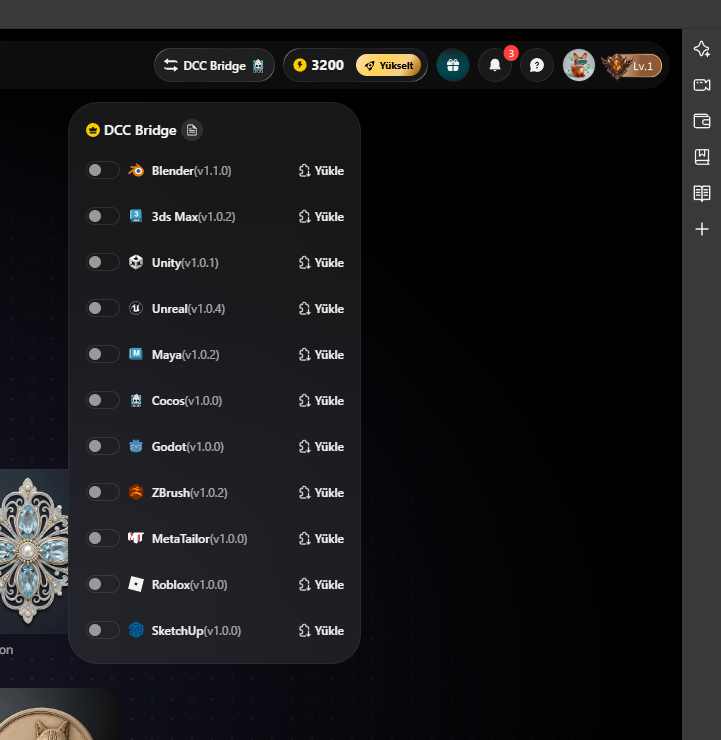 DCC Bridge
3200
Yükselt
3
Lv.1
DCC Bridge
Blender(v1.1.0) Yükle
3ds Max(v1.0.2) Yükle
Unity(v1.0.1) Yükle
Unreal(v1.0.4) Yükle
Maya(v1.0.2) Yükle
Cocos(v1.0.0) Yükle
Godot(v1.0.0) Yükle
ZBrush(v1.0.2) Yükle
MetaTailor(v1.0.0) Yükle
Roblox(v1.0.0) Yükle
SketchUp(v1.0.0) Yükle
on